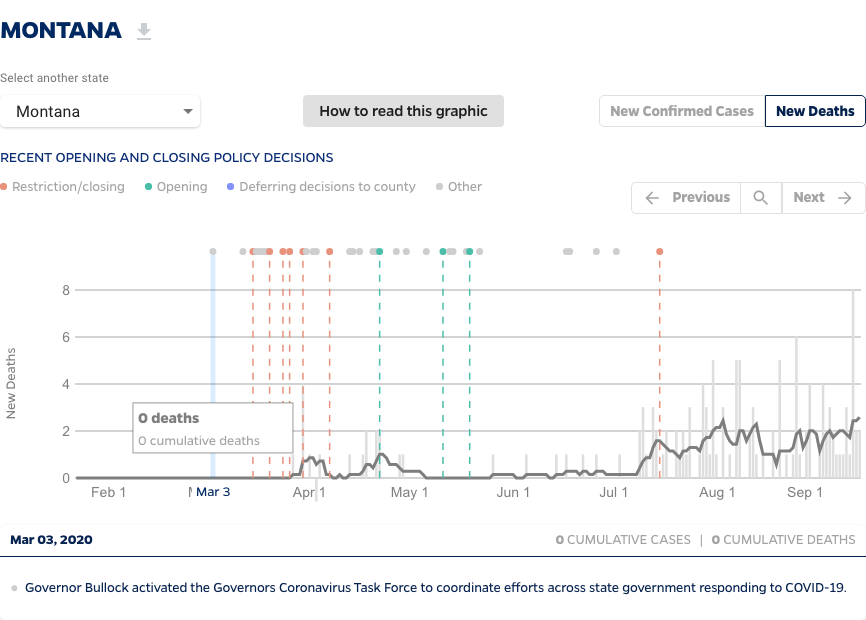 MONTANA
Select another state
Montana
How to read this graphic
New Confirmed Cases
New Deaths
RECENT OPENING AND CLOSING POLICY DECISIONS
Restriction/closing
Opening
Deferring decisions to county
Other
Previous
Next
New Deaths
8
6
4
2
0
0 deaths
0 cumulative deaths
Feb 1
Mar 3
Apr 1
May 1
Jun 1
Jul 1
Aug 1
Sep 1
Mar 03, 2020
0 CUMULATIVE CASES | 0 CUMULATIVE DEATHS
Governor Bullock activated the Governors Coronavirus Task Force to coordinate efforts across state government responding to COVID-19.